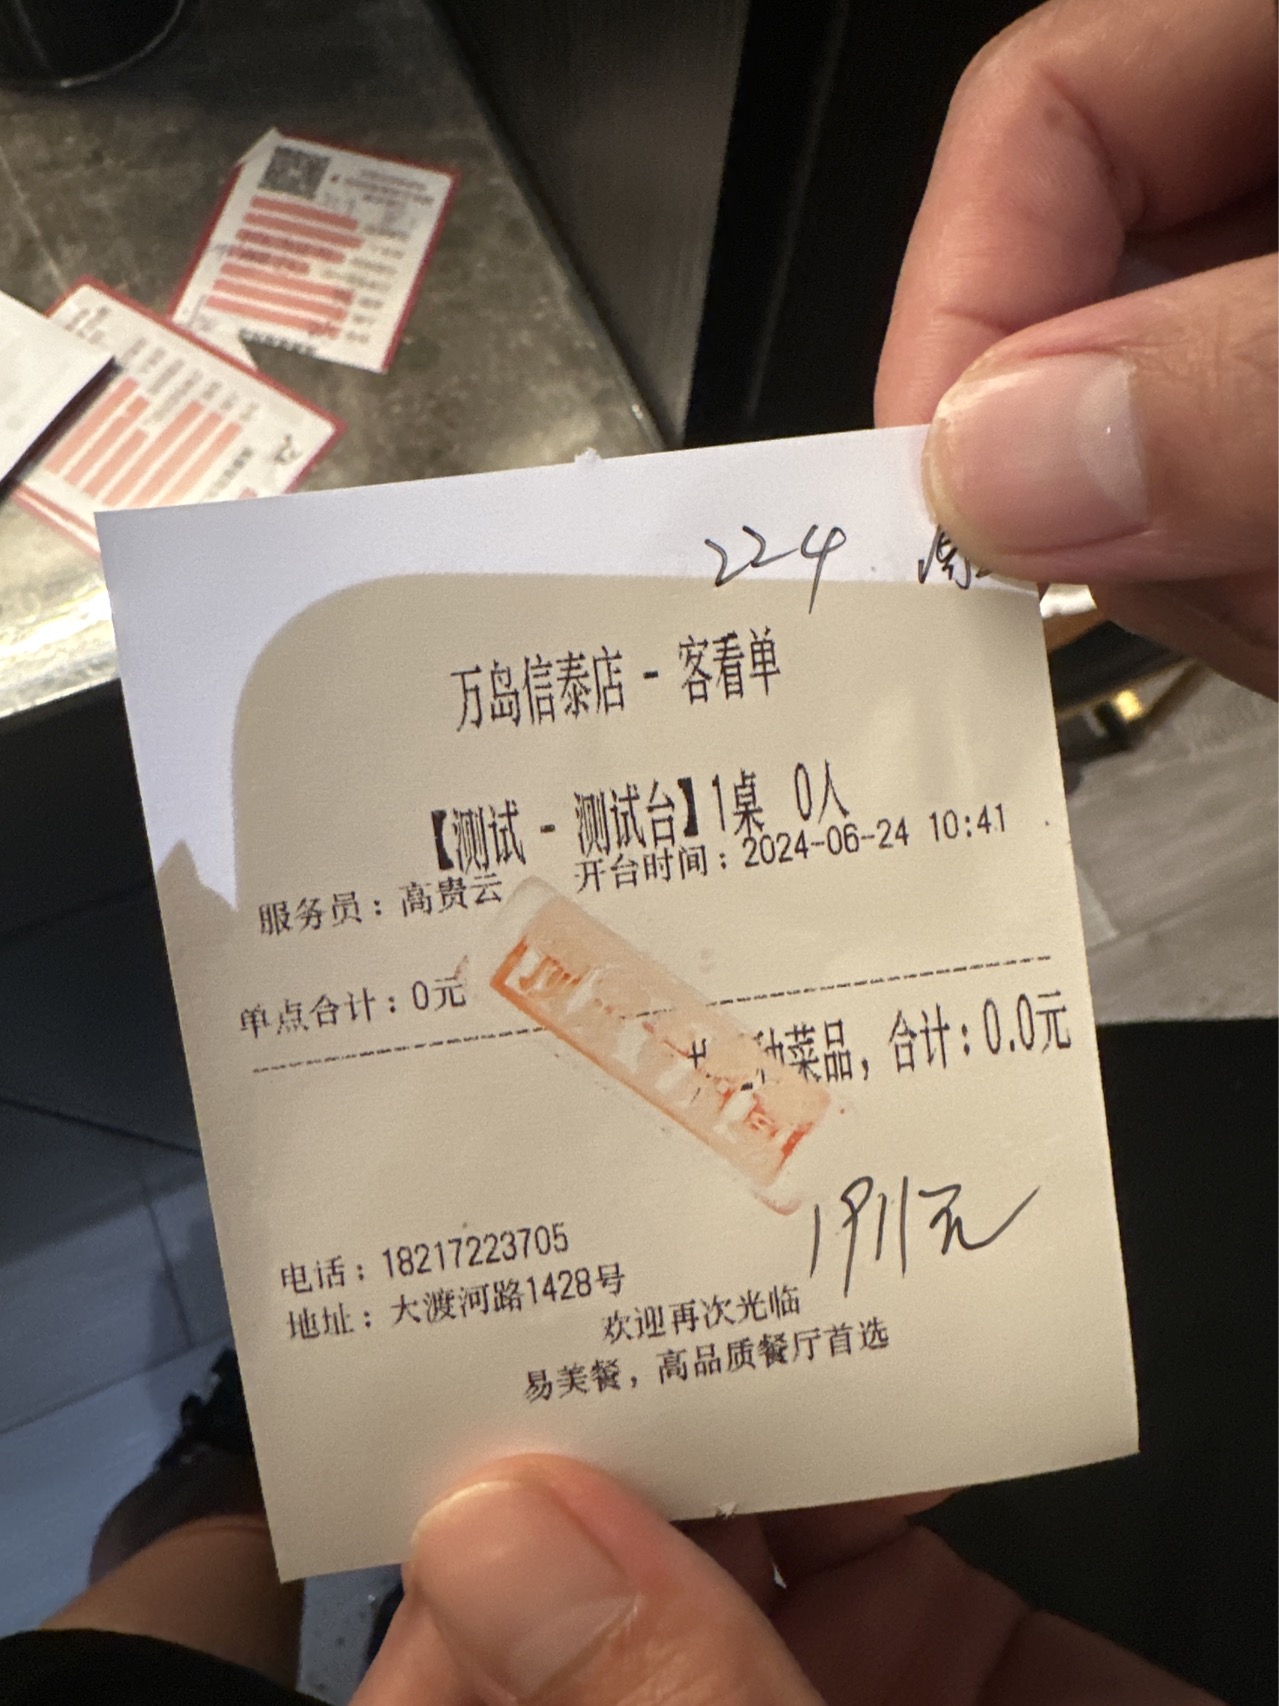 224
万岛信泰店 - 客看单
【测试 - 测试台】1桌 0人
服务员：高贵云 开台时间：2024-06-24 10:41
单点合计：0元
种菜品，合计：0.0元
1911元
电话：18217223705
地址：大渡河路1428号
欢迎再次光临
易美餐，高品质餐厅首选